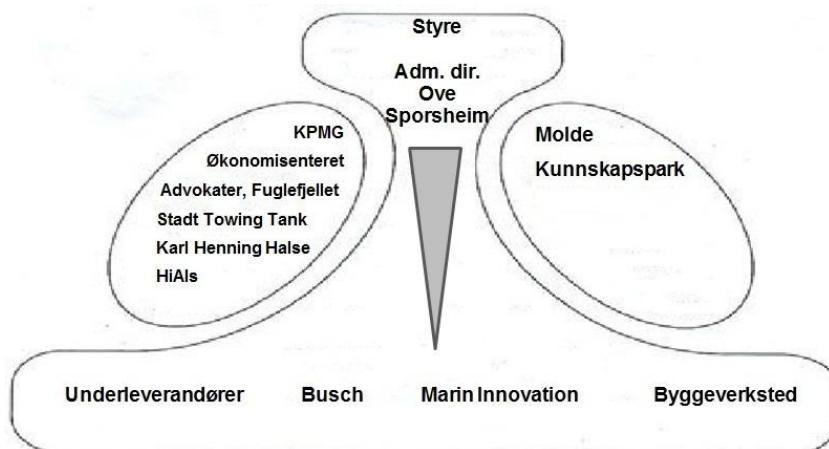 Styre
Adm. dir.
Ove
Sporsheim
KPMG
Økonomisenteret
Advokater, Fuglefjellet
Stadt Towing Tank
Karl Henning Halse
HiAls
Molde
Kunnskapspark
Underleverandører Busch Marin Innovation Byggeverksted